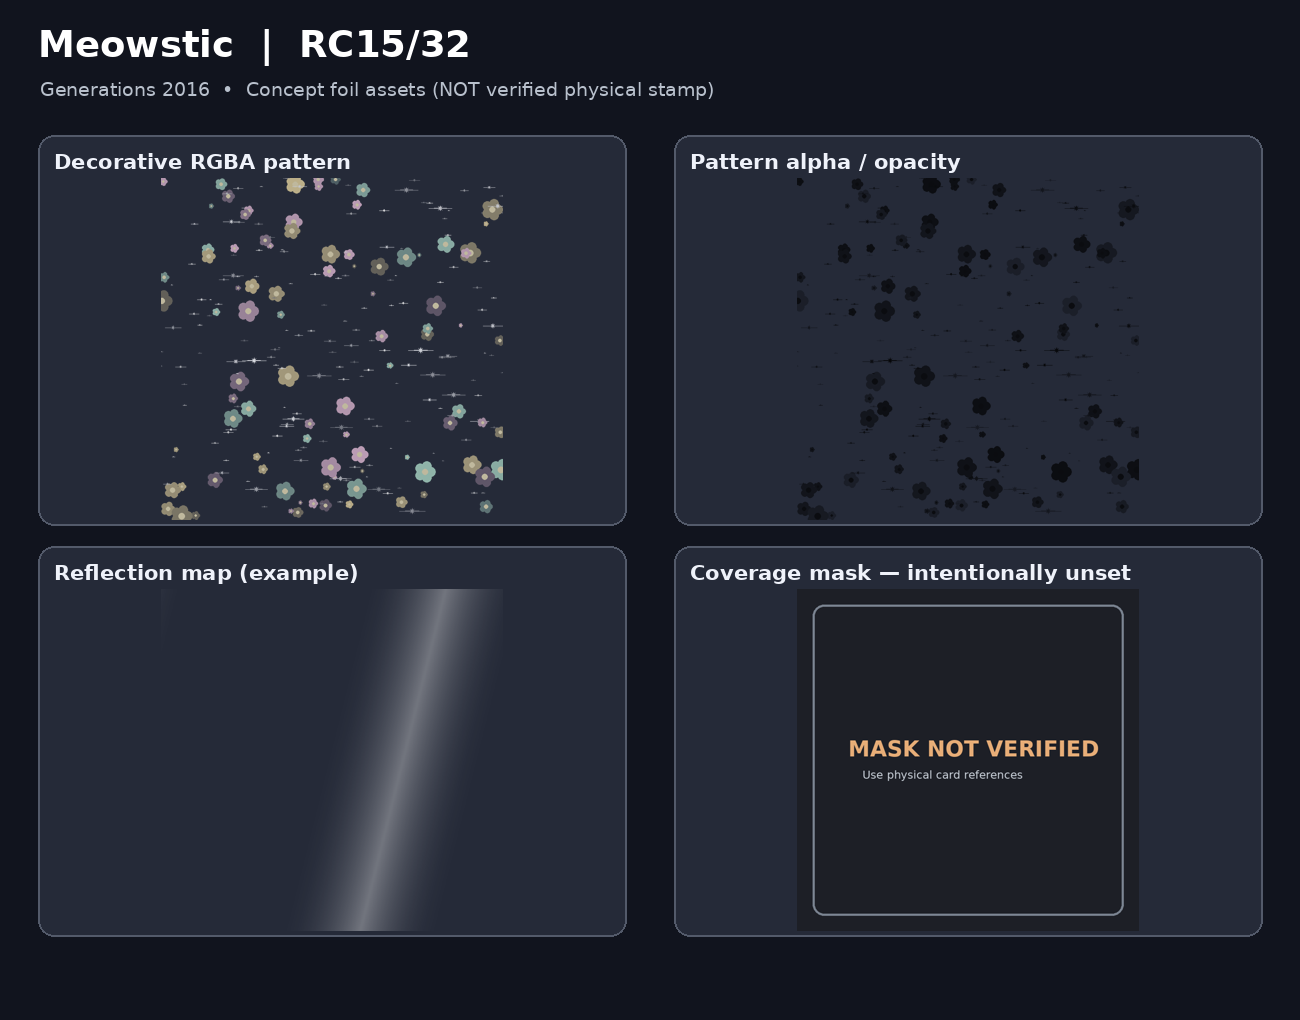 Meowstic | RC15/32
Generations 2016 • Concept foil assets (NOT verified physical stamp)
Decorative RGBA pattern
Pattern alpha / opacity
Reflection map (example)
Coverage mask — intentionally unset
MASK NOT VERIFIED
Use physical card references